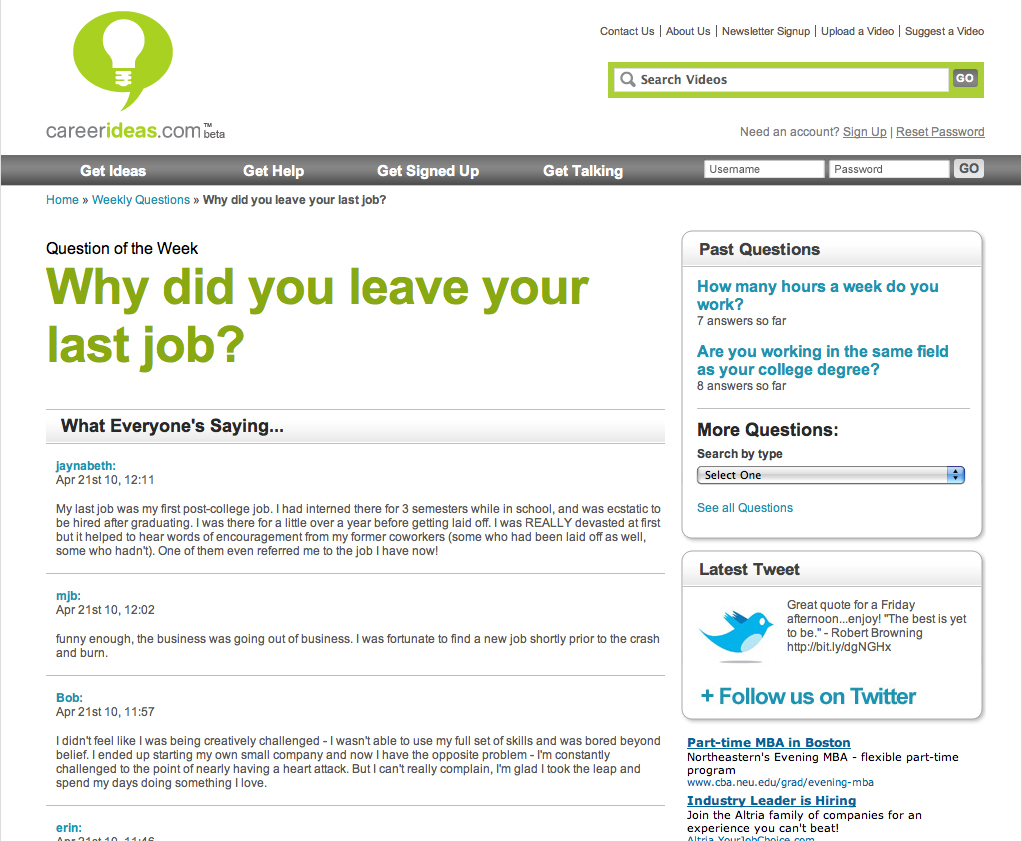 Contact Us | About Us | Newsletter Signup | Upload a Video | Suggest a Video
Search Videos
GO
careerideas.com™ beta
Need an account? Sign Up | Reset Password
Get Ideas
Get Help
Get Signed Up
Get Talking
Username
Password
GO
Home » Weekly Questions » Why did you leave your last job?
Question of the Week
Why did you leave your
last job?
What Everyone's Saying...
jaynabeth:
Apr 21st 10, 12:11
My last job was my first post-college job. I had interned there for 3 semesters while in school, and was ecstatic to
be hired after graduating. I was there for a little over a year before getting laid off. I was REALLY devasted at first
but it helped to hear words of encouragement from my former coworkers (some who had been laid off as well,
some who hadn't). One of them even referred me to the job I have now!
mjb:
Apr 21st 10, 12:02
funny enough, the business was going out of business. I was fortunate to find a new job shortly prior to the crash
and burn.
Bob:
Apr 21st 10, 11:57
I didn't feel like I was being creatively challenged - I wasn't able to use my full set of skills and was bored beyond
belief. I ended up starting my own small company and now I have the opposite problem - I'm constantly
challenged to the point of nearly having a heart attack. But I can't really complain, I'm glad I took the leap and
spend my days doing something I love.
erin:
Apr 21st 10, 11:46
Past Questions
How many hours a week do you
work?
7 answers so far
Are you working in the same field
as your college degree?
8 answers so far
More Questions:
Search by type
Select One
See all Questions
Latest Tweet
Great quote for a Friday
afternoon...enjoy! "The best is yet
to be." - Robert Browning
http://bit.ly/dgNGHx
+ Follow us on Twitter
Part-time MBA in Boston
Northeastern's Evening MBA - flexible part-time
program
www.cba.neu.edu/grad/evening-mba
Industry Leader is Hiring
Join the Altria family of companies for an
experience you can't beat!
Altria.YourJobChoice.com